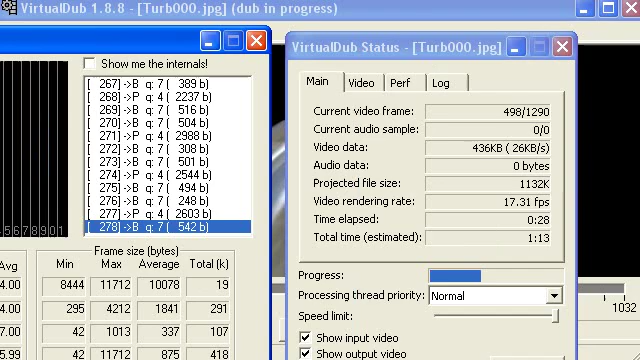 VirtualDub 1.8.8 - [Turb000.jpg] (dub in progress)
Show me the internals!
[ 267] ->B q: 7 ( 389 b)
[ 268] ->P q: 4 ( 2237 b)
[ 269] ->B q: 7 ( 516 b)
[ 270] ->B q: 7 ( 504 b)
[ 271] ->P q: 4 ( 2988 b)
[ 272] ->B q: 7 ( 308 b)
[ 273] ->B q: 7 ( 501 b)
[ 274] ->P q: 4 ( 2544 b)
[ 275] ->B q: 7 ( 494 b)
[ 276] ->B q: 7 ( 248 b)
[ 277] ->P q: 4 ( 2603 b)
[ 278] ->B q: 7 ( 542 b)
5678901
Frame size (bytes)
Avg Min Max Average Total (k)
4.00 8444 11712 10078 19
4.00 295 4212 1841 291
7.00 42 1013 337 107
5.99 42 11712 875 418
VirtualDub Status - [Turb000.jpg]
Main Video Perf Log
Current video frame: 498/1290
Current audio sample: 0/0
Video data: 436KB ( 26KB/s)
Audio data: 0 bytes
Projected file size: 1132K
Video rendering rate: 17.31 fps
Time elapsed: 0:28
Total time (estimated): 1:13
Progress:
Processing thread priority: Normal
Speed limit:
Show input video
Show output video
1032